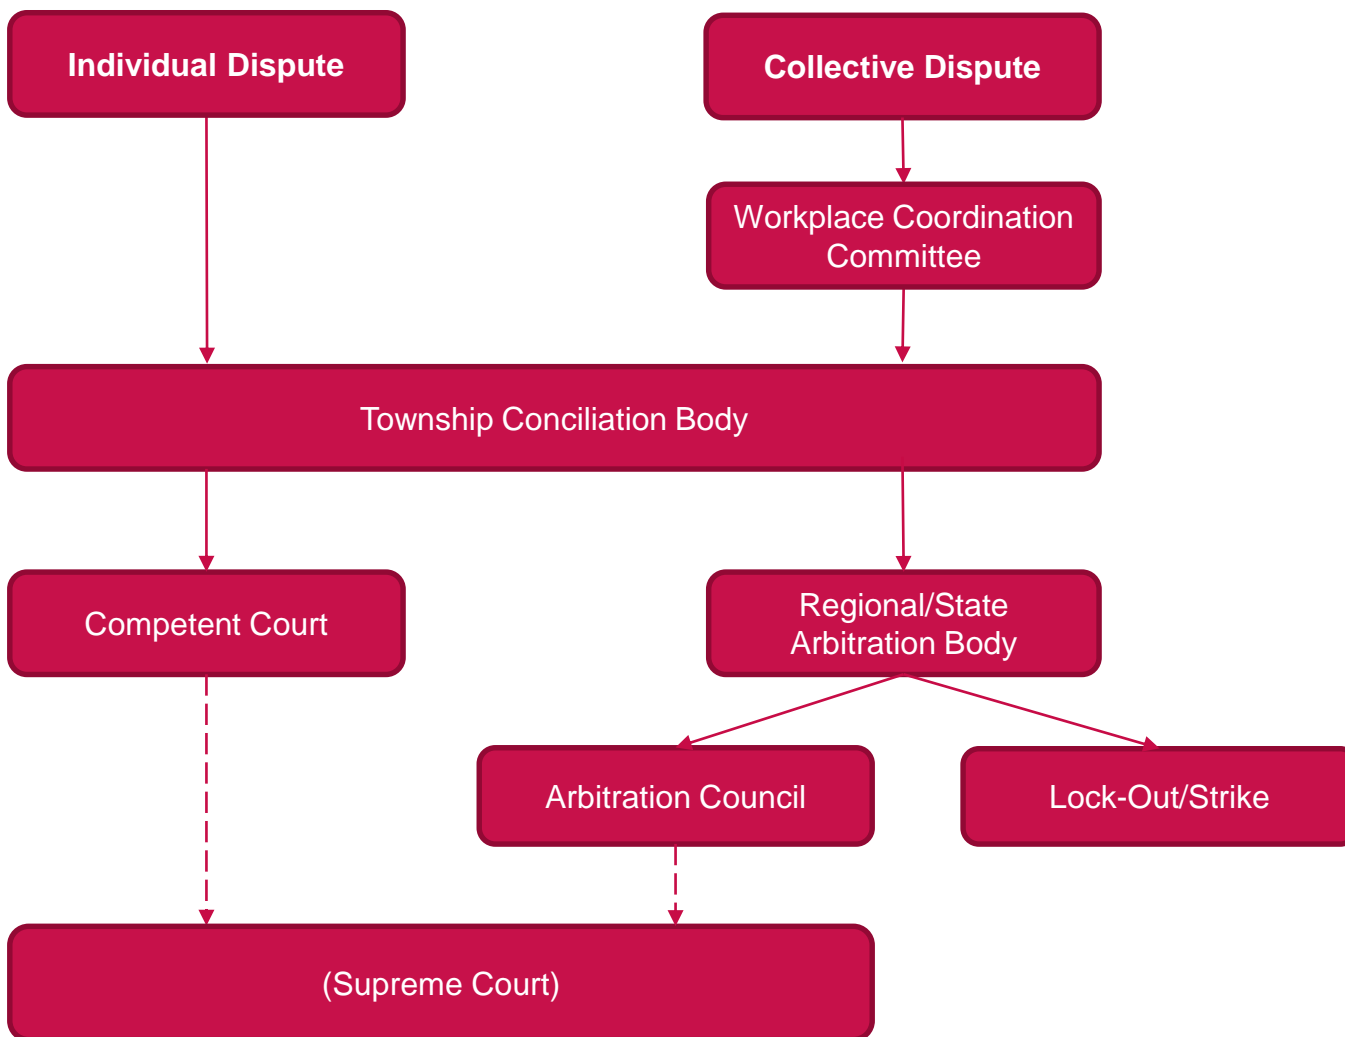 Individual Dispute
Collective Dispute
Workplace Coordination
Committee
Township Conciliation Body
Competent Court
Regional/State
Arbitration Body
Arbitration Council
Lock-Out/Strike
(Supreme Court)